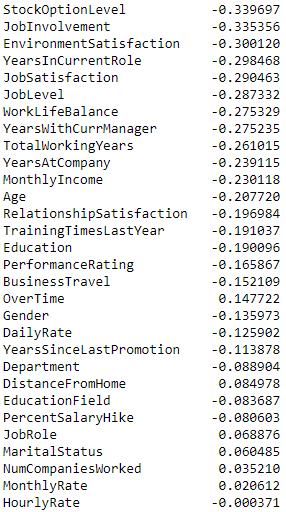 StockOptionLevel -0.339697
JobInvolvement -0.335356
EnvironmentSatisfaction -0.300120
YearsInCurrentRole -0.298468
JobSatisfaction -0.290463
JobLevel -0.287332
WorkLifeBalance -0.275329
YearsWithCurrManager -0.275235
TotalWorkingYears -0.261015
YearsAtCompany -0.239115
MonthlyIncome -0.230118
Age -0.207720
RelationshipSatisfaction -0.196984
TrainingTimesLastYear -0.191037
Education -0.190096
PerformanceRating -0.165867
BusinessTravel -0.152109
OverTime 0.147722
Gender -0.135973
DailyRate -0.125902
YearsSinceLastPromotion -0.113878
Department -0.088904
DistanceFromHome 0.084978
EducationField -0.083687
PercentSalaryHike -0.080603
JobRole 0.068876
MaritalStatus 0.060485
NumCompaniesWorked 0.035210
MonthlyRate 0.020612
HourlyRate -0.000371